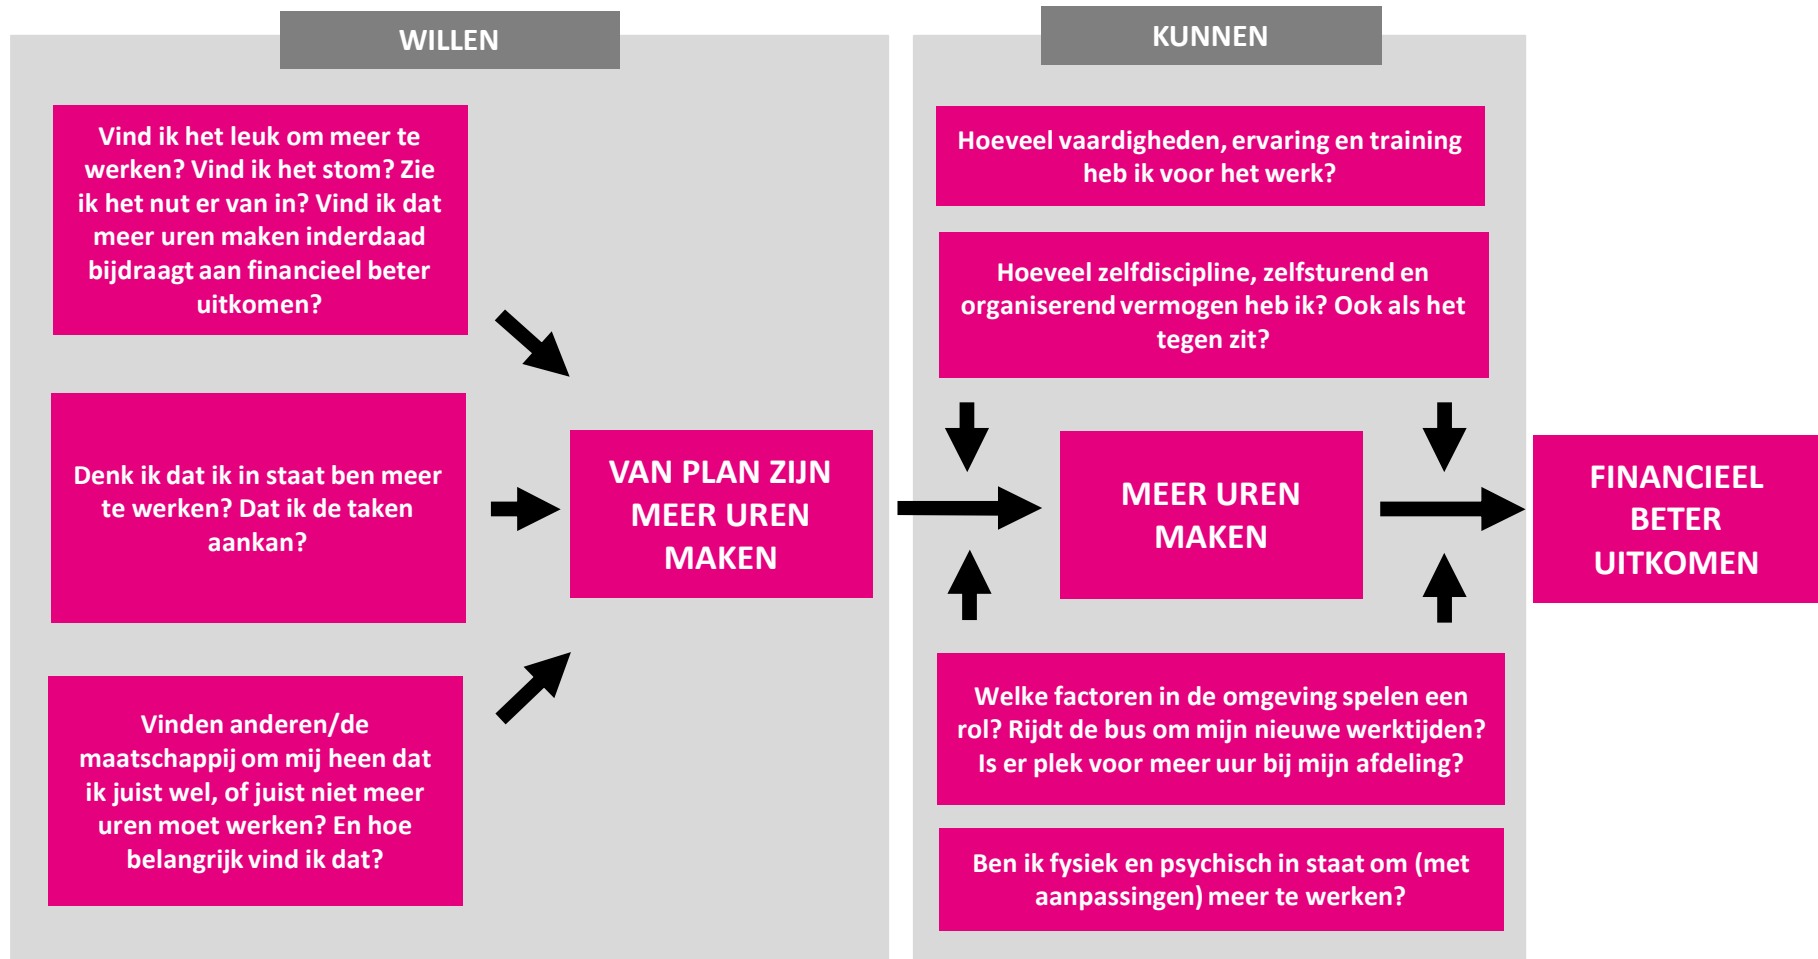 WILLEN
Vind ik het leuk om meer te
werken? Vind ik het stom? Zie
ik het nut er van in? Vind ik dat
meer uren maken inderdaad
bijdraagt aan financieel beter
uitkomen?
Denk ik dat ik in staat ben meer
te werken? Dat ik de taken
aankan?
Vinden anderen/de
maatschappij om mij heen dat
ik juist wel, of juist niet meer
uren moet werken? En hoe
belangrijk vind ik dat?
VAN PLAN ZIJN
MEER UREN
MAKEN
KUNNEN
Hoeveel vaardigheden, ervaring en training
heb ik voor het werk?
Hoeveel zelfdiscipline, zelfsturend en
organiserend vermogen heb ik? Ook als het
tegen zit?
MEER UREN
MAKEN
Welke factoren in de omgeving spelen een
rol? Rijdt de bus om mijn nieuwe werktijden?
Is er plek voor meer uur bij mijn afdeling?
Ben ik fysiek en psychisch in staat om (met
aanpassingen) meer te werken?
FINANCIEEL
BETER
UITKOMEN